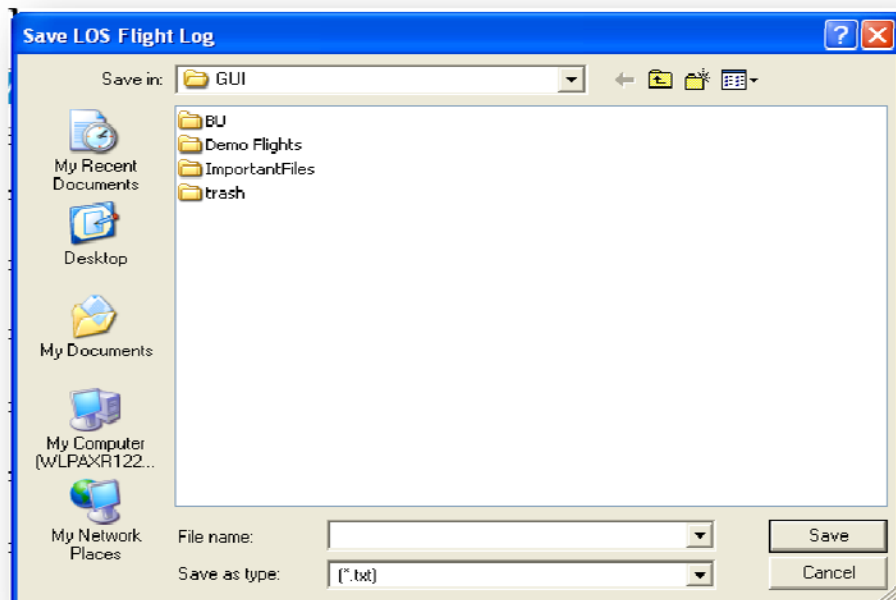 Save LOS Flight Log
Save in: GUI
BU
Demo Flights
ImportantFiles
trash
My Recent
Documents
Desktop
My Documents
My Computer
(WLPAXR122...
My Network
Places
File name:
Save
Save as type: (*.txt)
Cancel